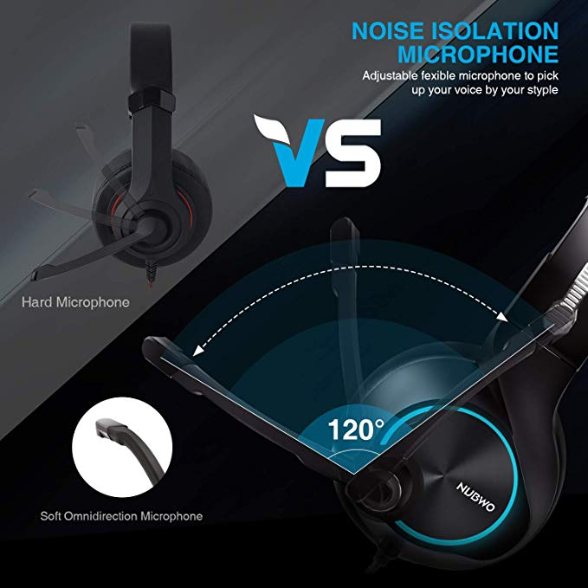 NOISE ISOLATION
MICROPHONE
Adjustable fexible microphone to pick
up your voice by your styple
VS
Hard Microphone
120°
NUBWO
Soft Omnidirection Microphone